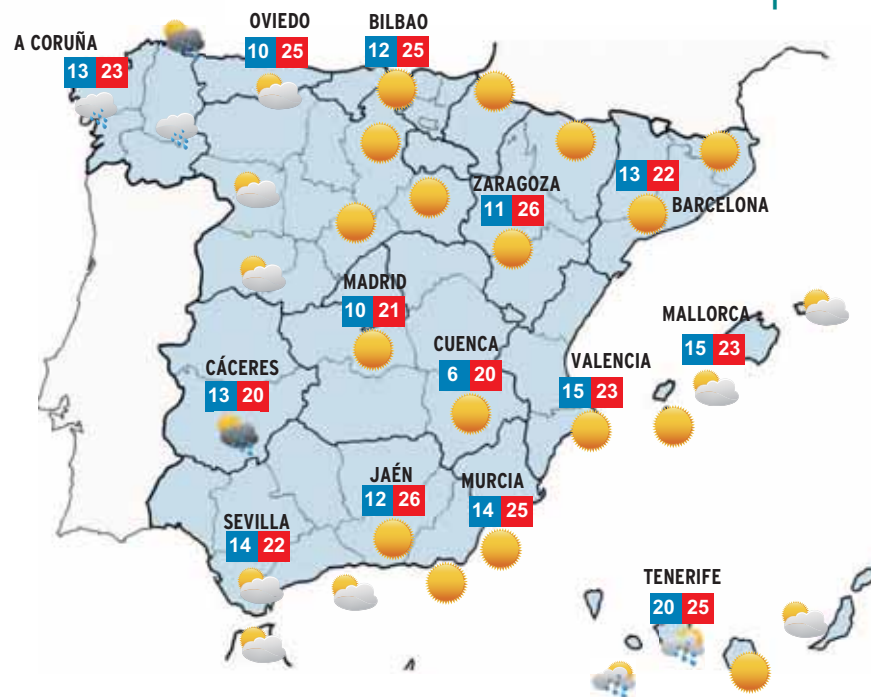 OVIEDO
10 25
BILBAO
12 25
A CORUÑA
13 23
ZARAGOZA
11 26
13 22
BARCELONA
MADRID
10 21
CUENCA
6 20
VALENCIA
15 23
MALLORCA
15 23
CÁCERES
13 20
JAÉN
12 26
MURCIA
14 25
SEVILLA
14 22
TENERIFE
20 25